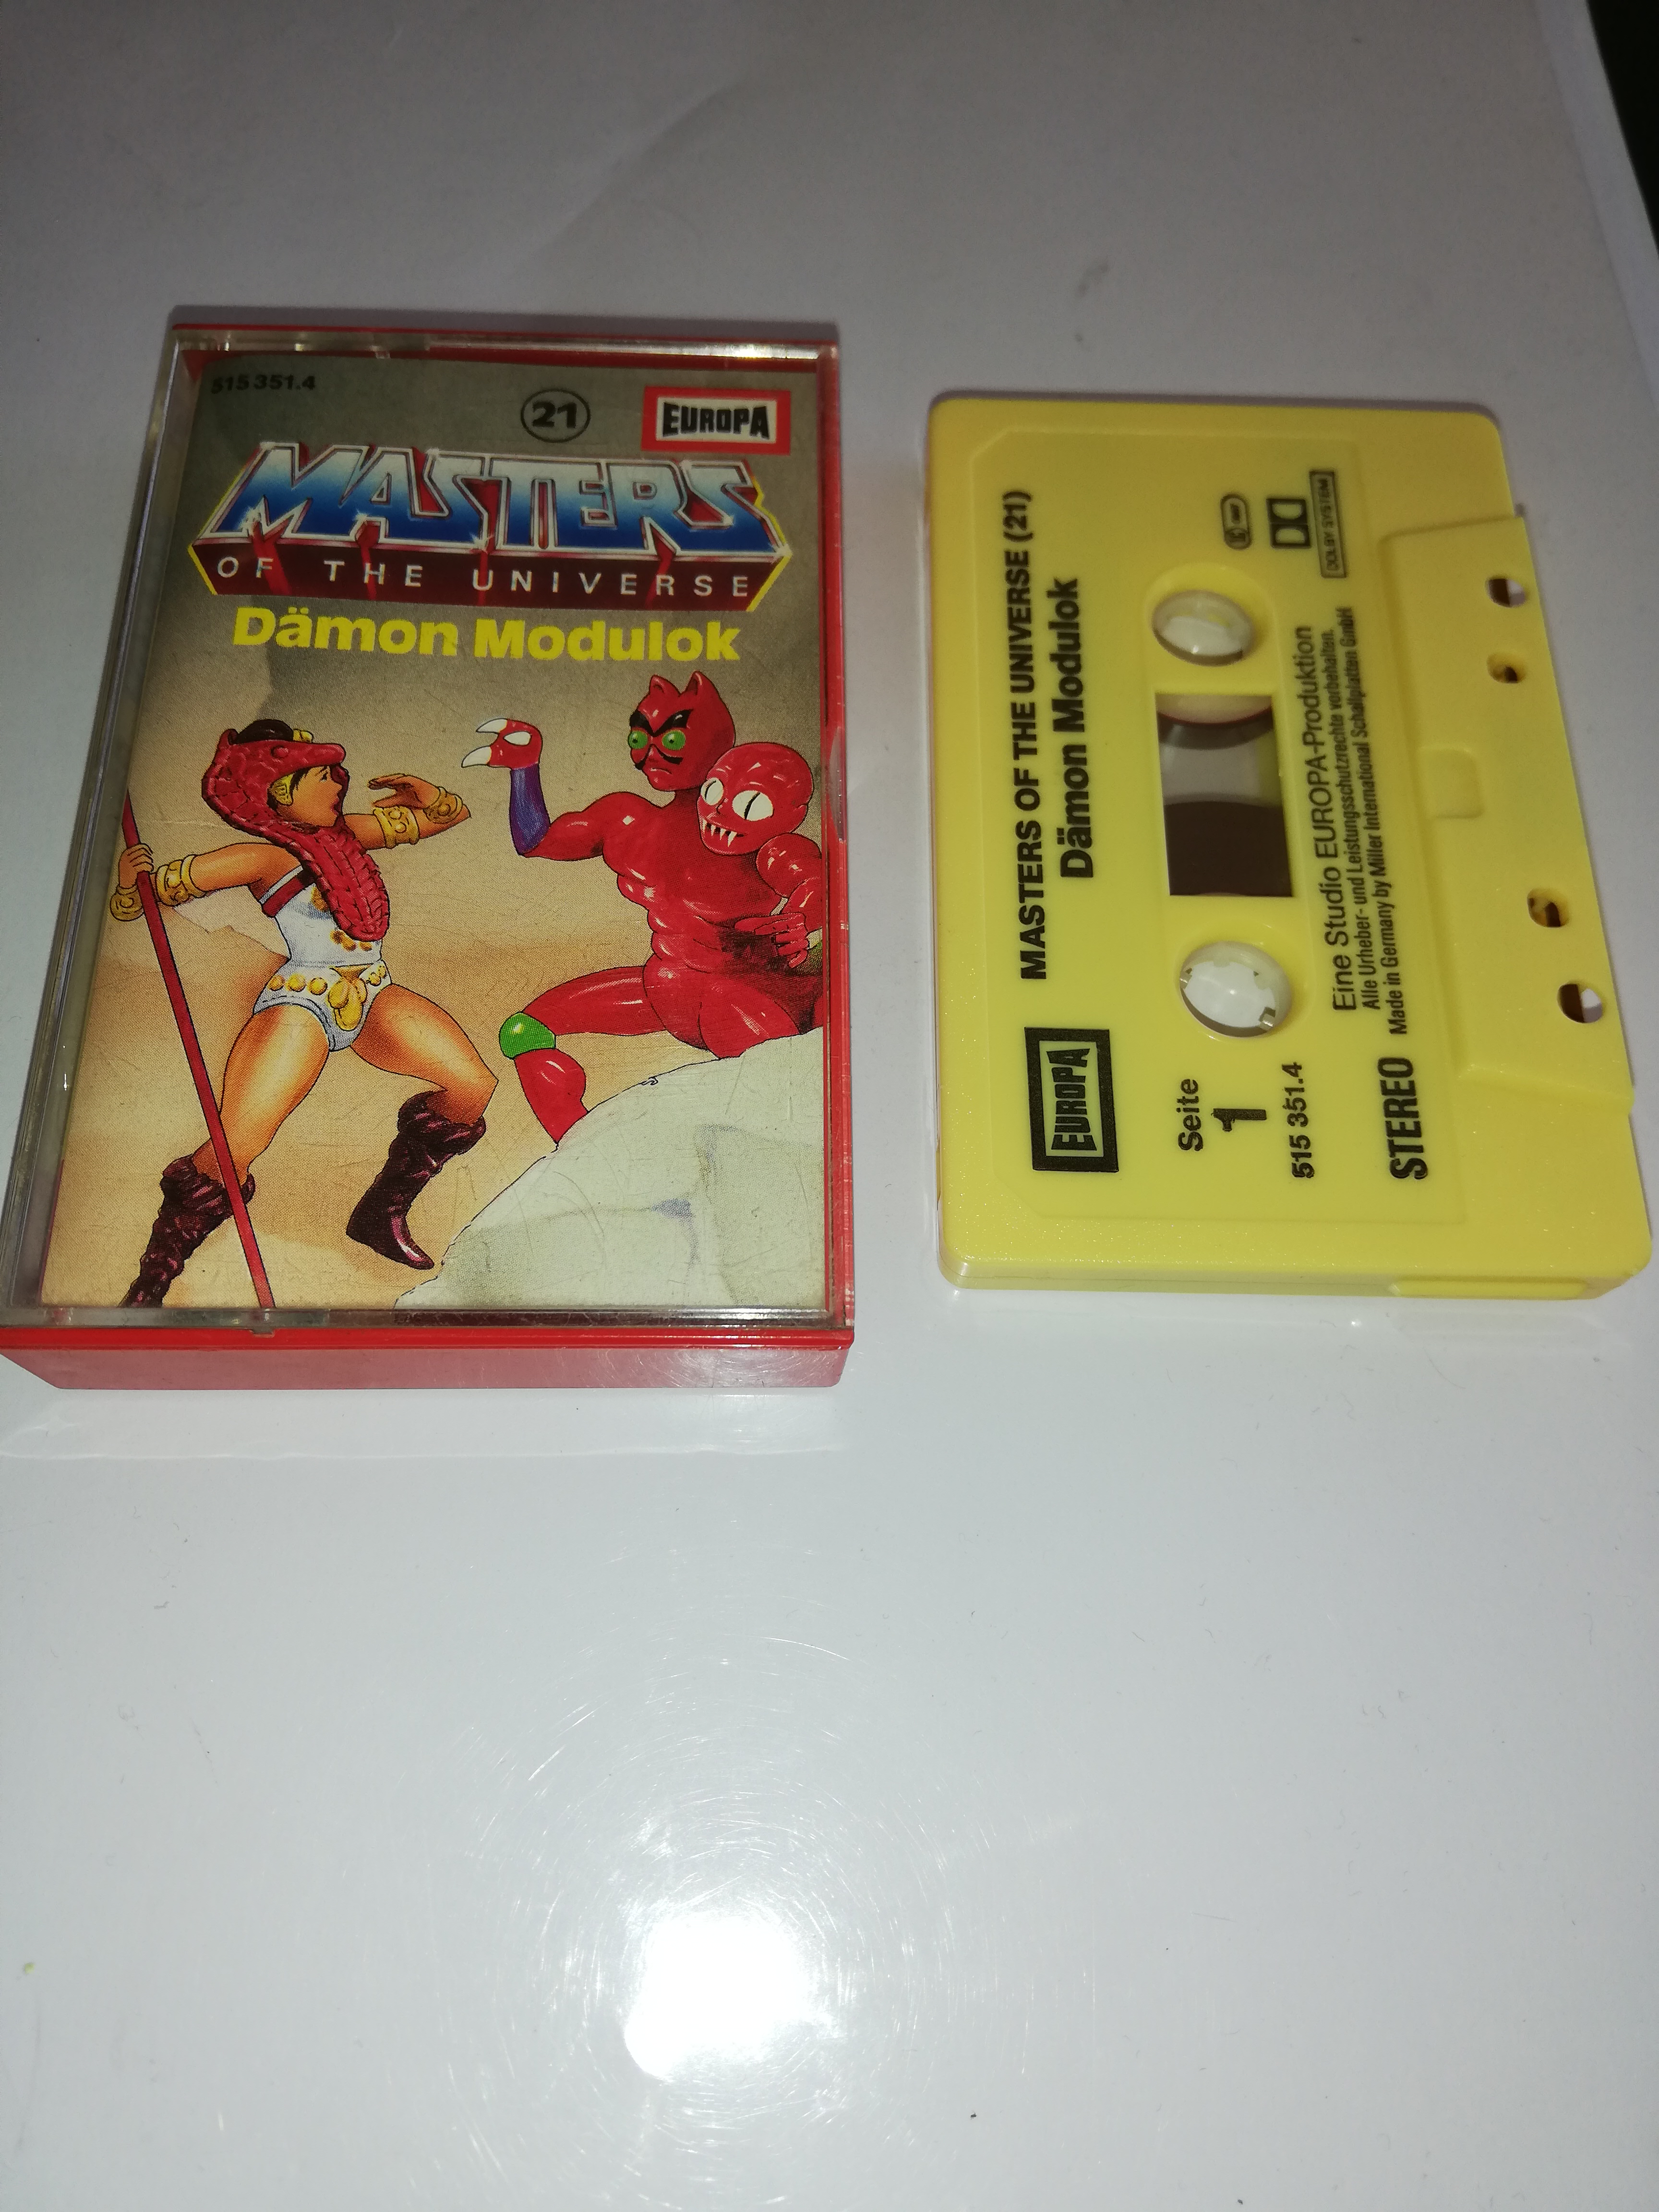 515 351.4
21
EUROPA
MASTERS
OF THE UNIVERSE
Dämon Modulok
MASTERS OF THE UNIVERSE (21)
Dämon Modulok
EUROPA
Seite
1
515 351.4
STEREO
DOLBY SYSTEM
Eine Studio EUROPA-Produktion
Alle Urheber- und Leistungsschutzrechte vorbehalten.
Made in Germany by Miller International Schallplatten GmbH